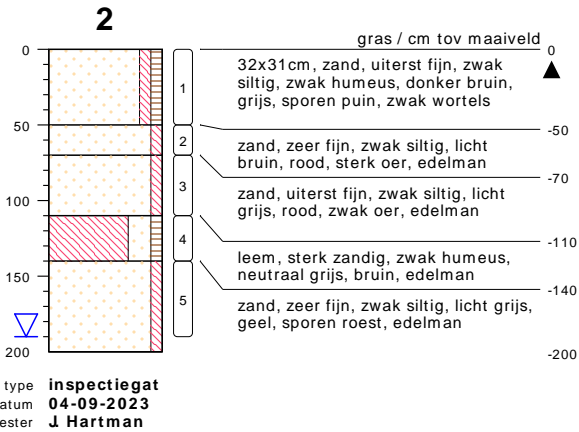 2
gras / cm tov maaiveld
0
0
32x31cm, zand, uiterst fijn, zwak
siltig, zwak humeus, donker bruin,
grijs, sporen puin, zwak wortels
1
50
-50
2
zand, zeer fijn, zwak siltig, licht
bruin, rood, sterk oer, edelman
-70
3
zand, uiterst fijn, zwak siltig, licht
grijs, rood, zwak oer, edelman
100
-110
4
leem, sterk zandig, zwak humeus,
neutraal grijs, bruin, edelman
150
-140
5
zand, zeer fijn, zwak siltig, licht grijs,
geel, sporen roest, edelman
200
-200
type inspectiegat
atum 04-09-2023
ester J. Hartman